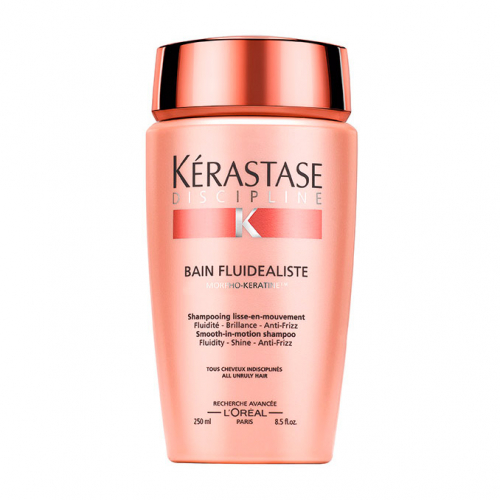 KÉRASTASE
DISCIPLINE
K
BAIN FLUIDEALISTE
MORPHO-KERATINE™
Shampooing lisse-en-mouvement
Fluidité - Brillance - Anti-Frizz
Smooth-in-motion shampoo
Fluidity - Shine - Anti-Frizz
TOUS CHEVEUX INDISCIPLINÉS
ALL UNRULY HAIR
RECHERCHE AVANCÉE
L'ORÉAL
250 ml PARIS 8.5 fl.oz.